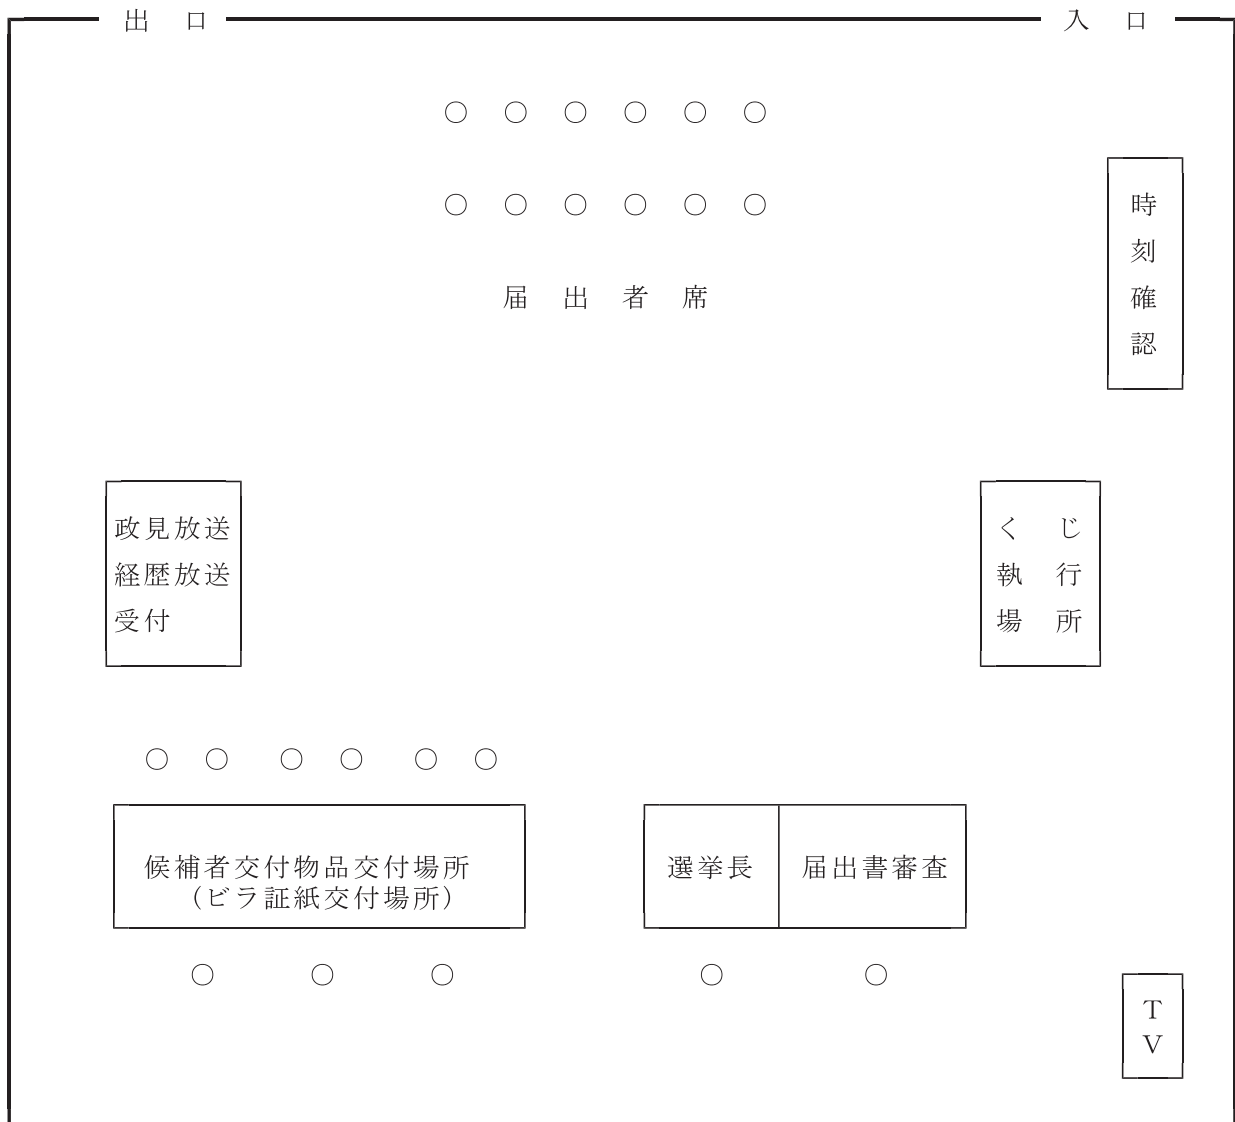 出口
入口
時刻確認
届出者席
政見放送
経歴放送
受付
くじ
執行
場所
候補者交付物品交付場所
（ビラ証紙交付場所）
選挙長
届出書審査
TV